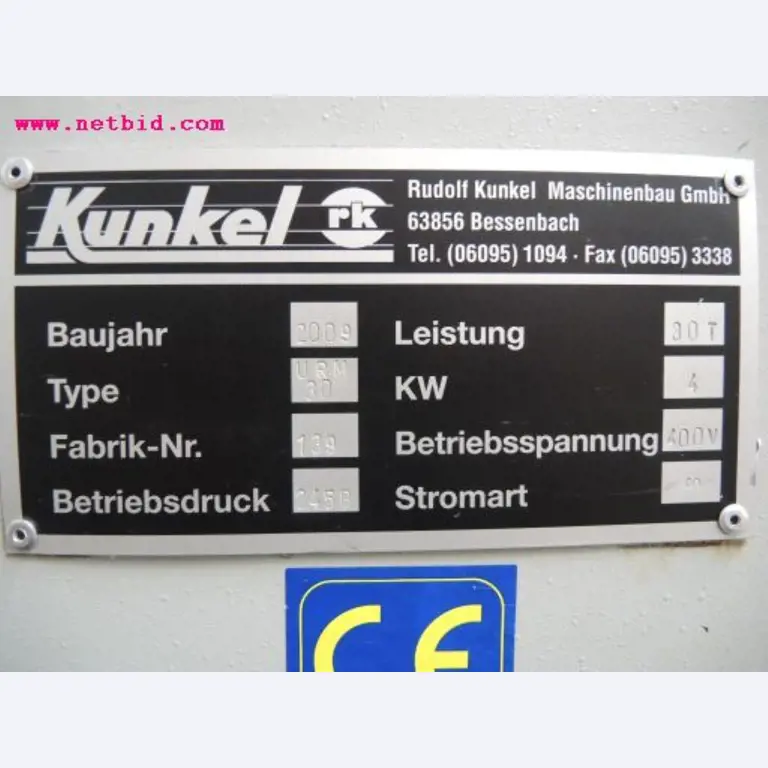 www.netbid.com
Kunkel rk
Rudolf Kunkel Maschinenbau GmbH
63856 Bessenbach
Tel. (06095) 1094 · Fax (06095) 3338
Baujahr 2009
Type URM 30
Fabrik-Nr. 139
Betriebsdruck
Leistung 30T
KW 4
Betriebsspannung 400V
Stromart
CE